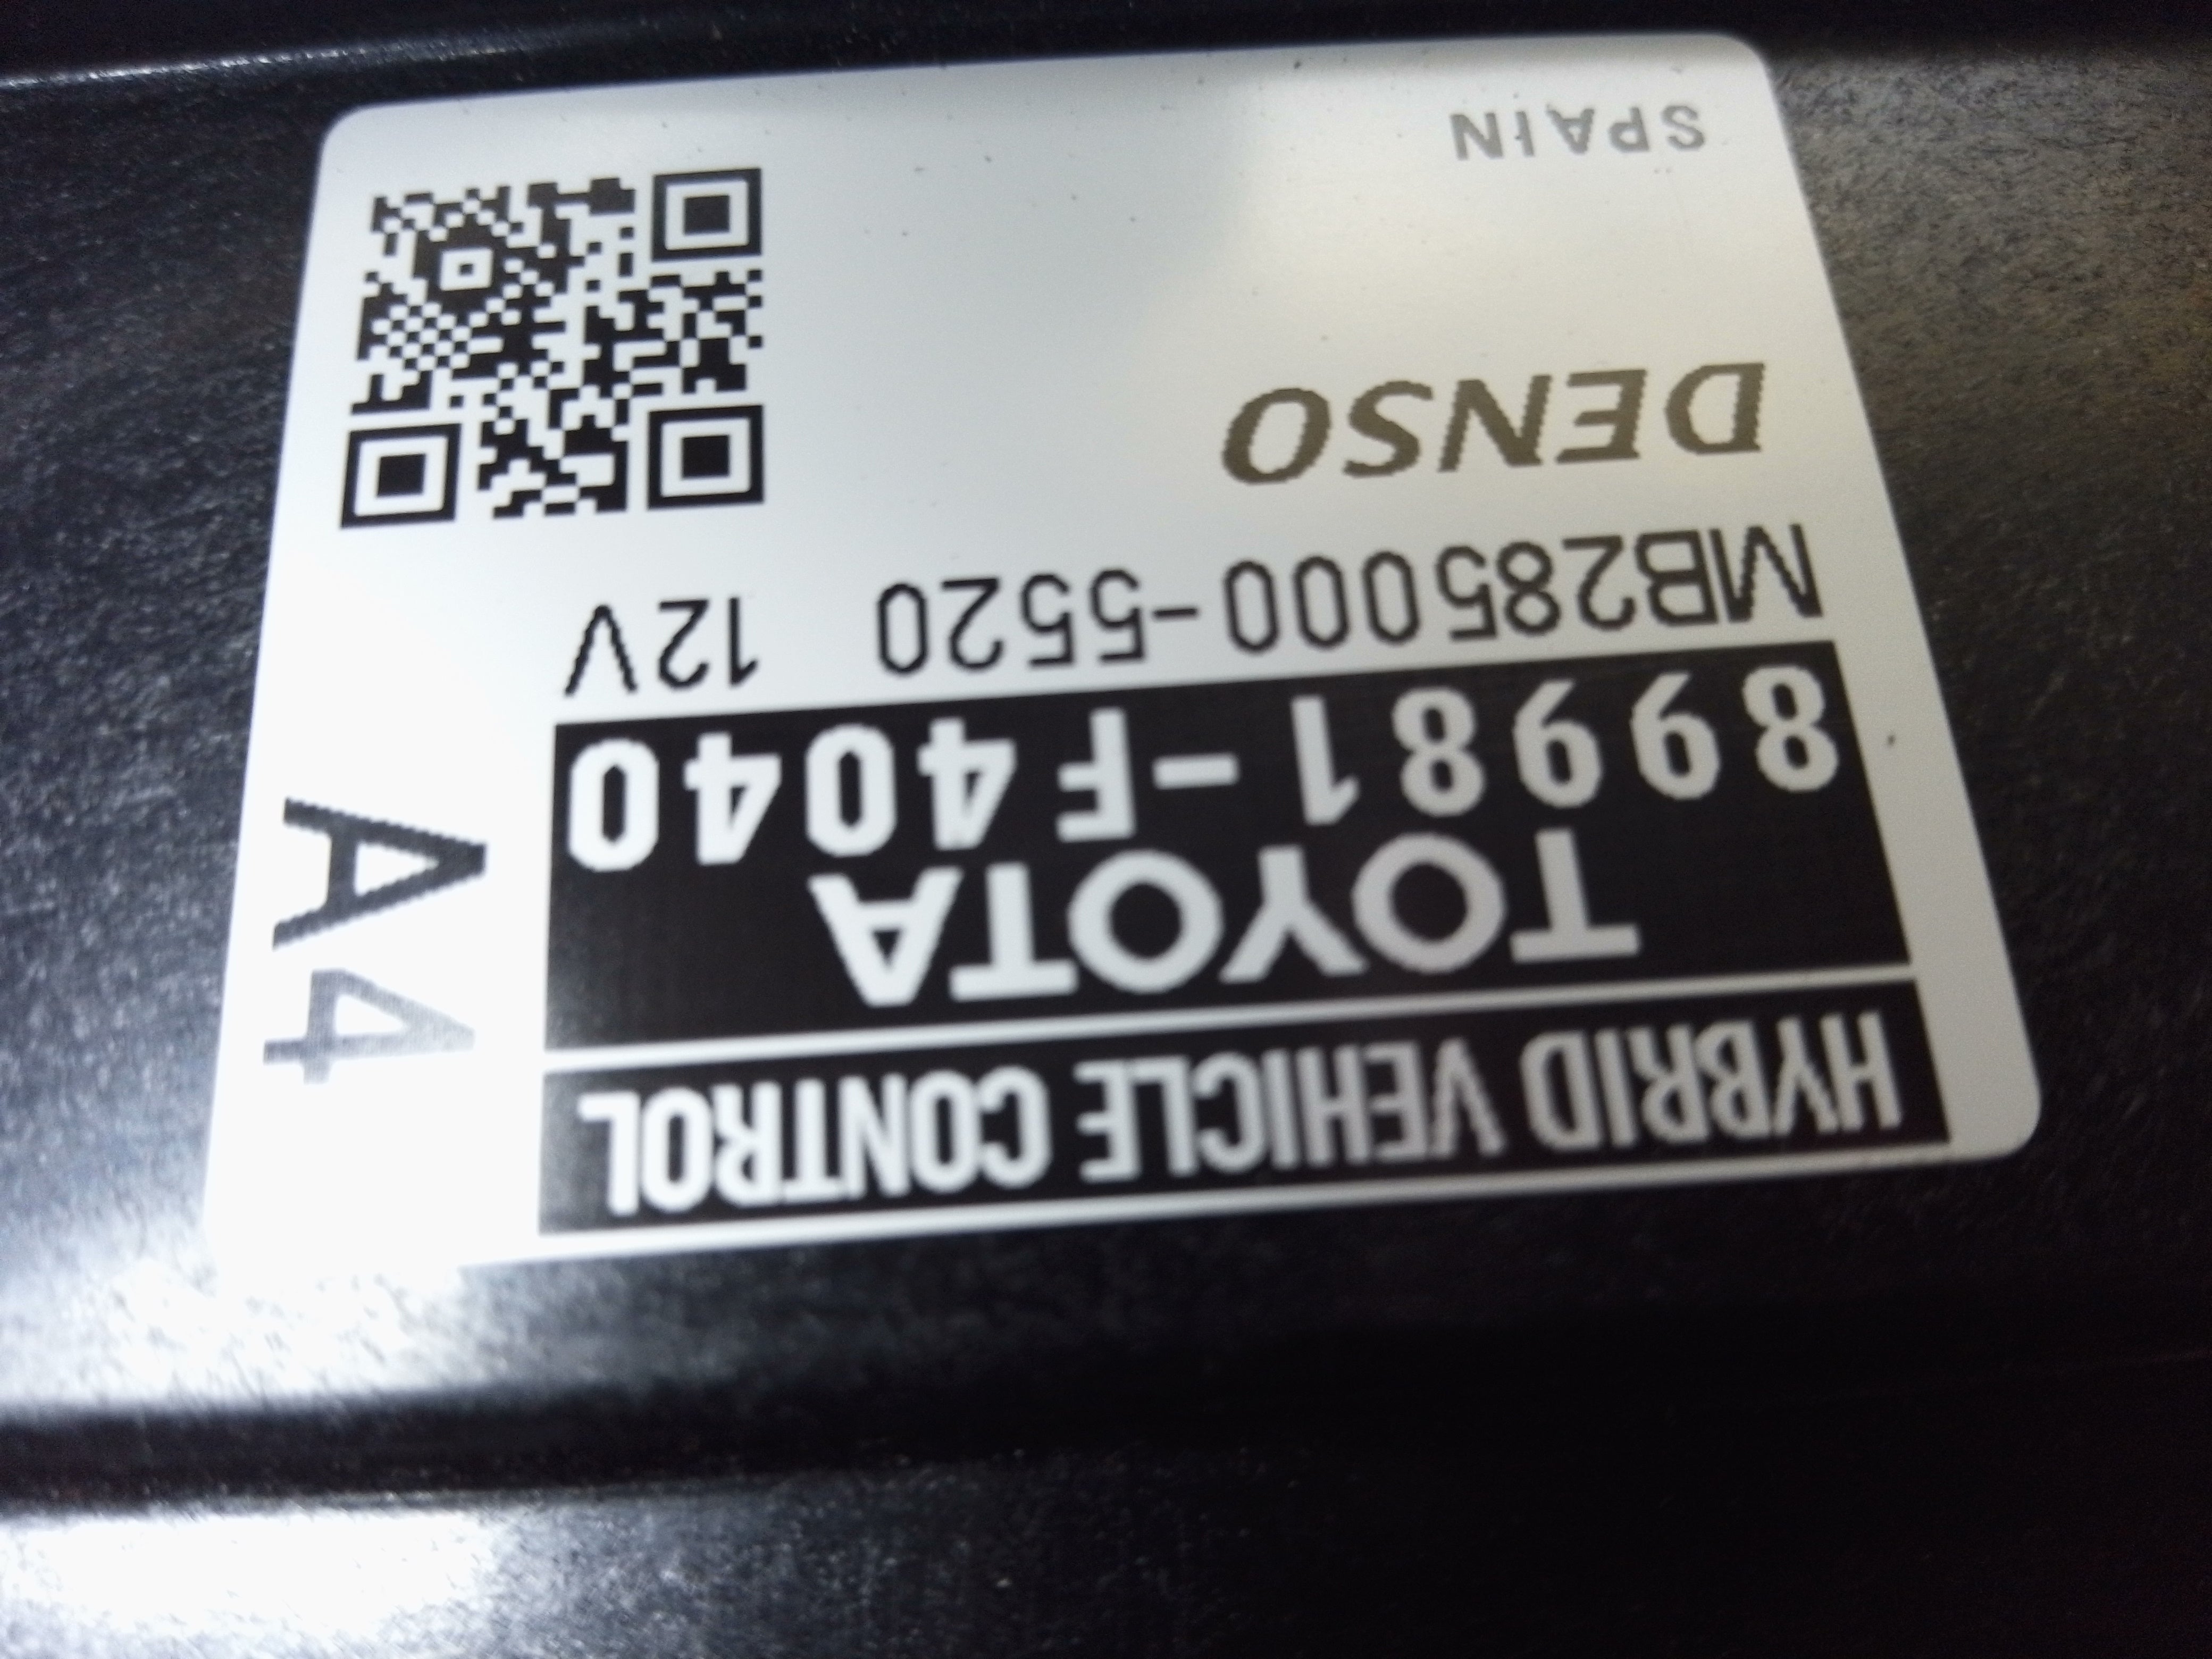 HYBRID VEHICLE CONTROL
TOYOTA
89981-F4040
MB285000-5520 12V
DENSO
SPAIN
A4